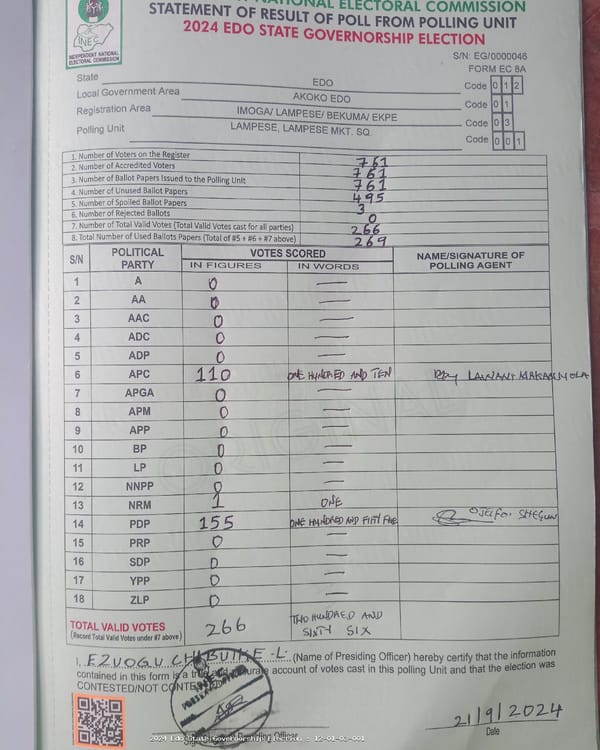 NATIONAL ELECTORAL COMMISSION
STATEMENT OF RESULT OF POLL FROM POLLING UNIT
2024 EDO STATE GOVERNORSHIP ELECTION
INEC
INDEPENDENT NATIONAL ELECTORAL COMMISSION
S/N: EG/0000046
FORM EC 8A
State EDO Code 0 1 2
Local Government Area AKOKO EDO Code 0 1
Registration Area IMOGA/ LAMPESE/ BEKUMA/ EKPE Code 0 3
Polling Unit LAMPESE, LAMPESE MKT. SQ. Code 0 0 1
1. Number of Voters on the Register 761
2. Number of Accredited Voters 761
3. Number of Ballot Papers Issued to the Polling Unit 761
4. Number of Unused Ballot Papers 495
5. Number of Spoiled Ballot Papers 3
6. Number of Rejected Ballots 0
7. Number of Total Valid Votes (Total Valid Votes cast for all parties) 266
8. Total Number of Used Ballots Papers (Total of #5 + #6 + #7 above) 269
S/N POLITICAL PARTY VOTES SCORED NAME/SIGNATURE OF POLLING AGENT
IN FIGURES IN WORDS
1 A 0 —
2 AA 0 —
3 AAC 0 —
4 ADC 0 —
5 ADP 0 —
6 APC 110 ONE HUNDRED AND TEN LAWANI
7 APGA 0 —
8 APM 0 —
9 APP 0 —
10 BP 0 —
11 LP 0 —
12 NNPP 0 —
13 NRM 1 ONE
14 PDP 155 ONE HUNDRED AND FIFTY FIVE OJEIFO. SHEGUN
15 PRP 0 —
16 SDP 0 —
17 YPP 0 —
18 ZLP 0 —
TOTAL VALID VOTES 266 TWO HUNDRED AND
(Record Total Valid Votes under #7 above) SIXTY SIX
ORIGINAL
I, EZUOGU CHIBUIKE .L. (Name of Presiding Officer) hereby certify that the information
contained in this form is a true and accurate account of votes cast in this polling Unit and that the election was
CONTESTED/NOT CONTESTED
INEC
21/9/2024
Date
2024 Edo State Governorship Election - 12-01-03-001